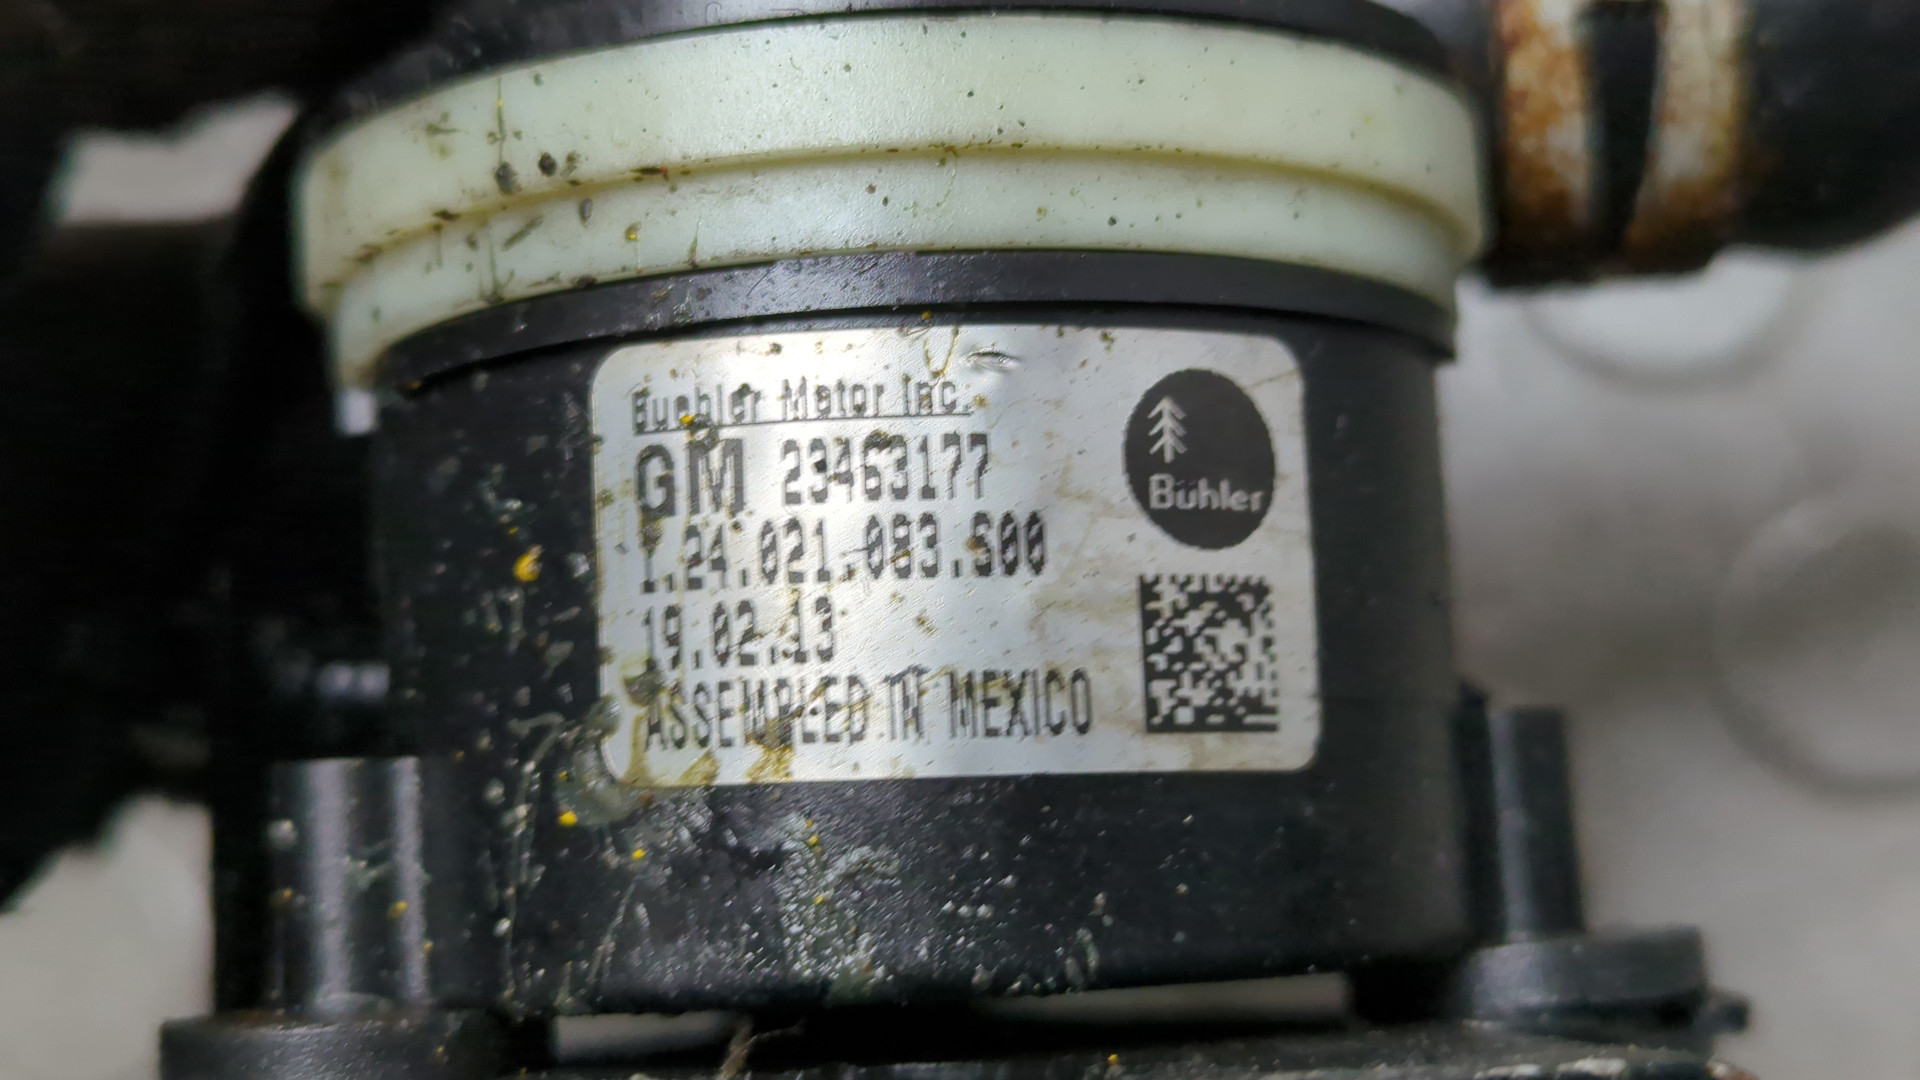 Buehler Motor Inc.
GM 23463177
1.24.021.083.S00
19.02.13
ASSEMBLED IN MEXICO
Bühler